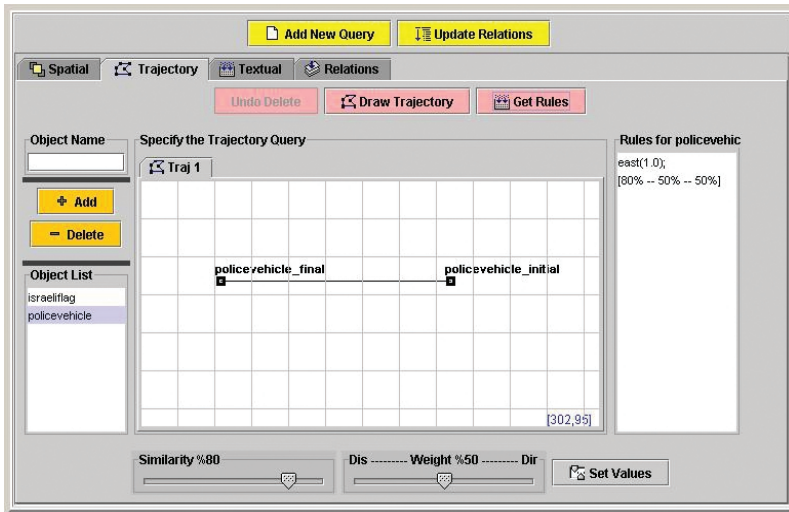 Add New Query
Update Relations
Spatial
Trajectory
Textual
Relations
Undo Delete
Draw Trajectory
Get Rules
Object Name
Specify the Trajectory Query
Rules for policevehic
Traj 1
east(1.0);
[80% -- 50% -- 50%]
Add
Delete
policevehicle_final
policevehicle_initial
Object List
israeliflag
policevehicle
[302,95]
Similarity %80
Dis --------- Weight %50 --------- Dir
Set Values